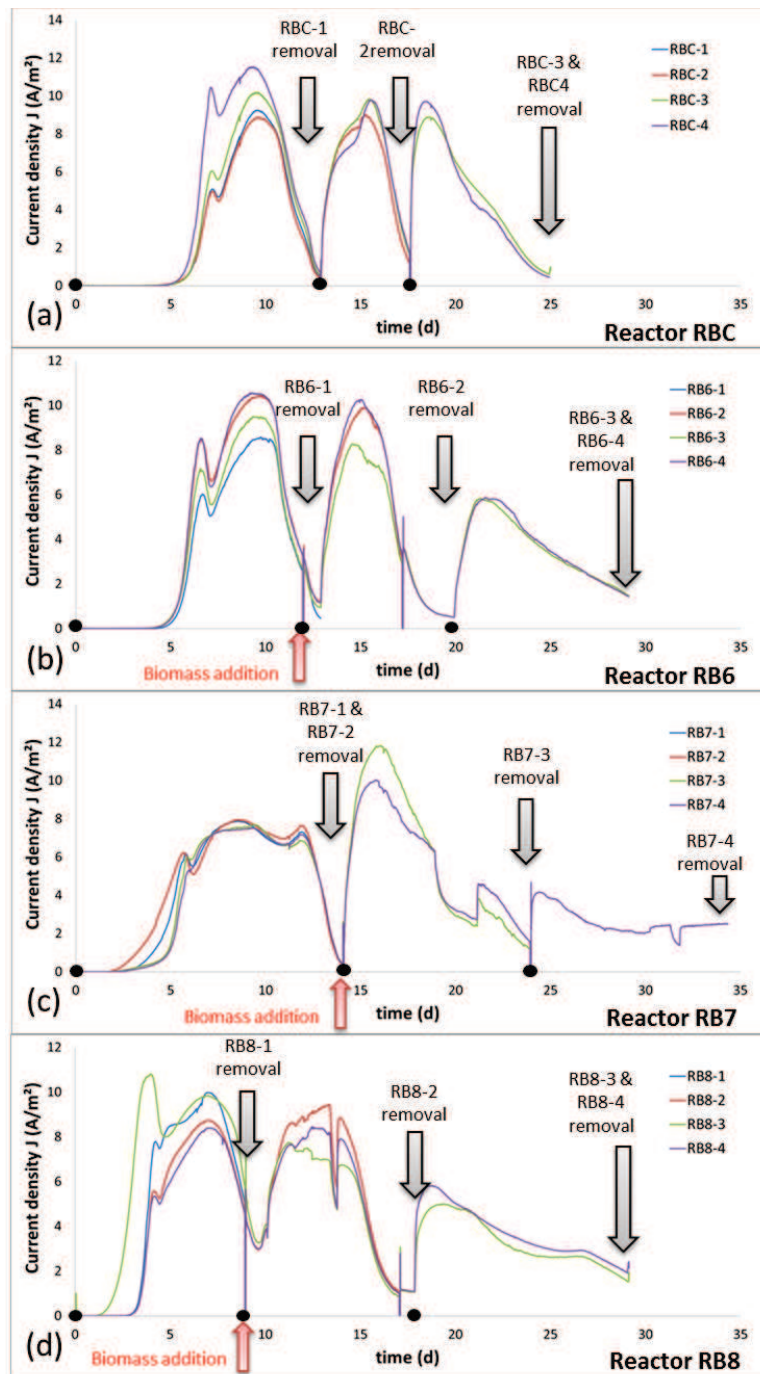 14
12
10
8
6
4
2
0
Current density J (A/m²)
RBC-1
removal
RBC-
2removal
RBC-3 &
RBC4
removal
RBC-1
RBC-2
RBC-3
RBC-4
0 5 10 15 20 25 30 35
(a)
time (d)
Reactor RBC
12
10
8
6
4
2
0
Current density J (A/m²)
RB6-1
removal
RB6-2
removal
RB6-3 &
RB6-4
removal
RB6-1
RB6-2
RB6-3
RB6-4
0 5 10 15 20 25 30 35
(b)
Biomass addition
time (d)
Reactor RB6
14
12
10
8
6
4
2
0
Current density J (A/m²)
RB7-1 &
RB7-2
removal
RB7-3
removal
RB7-4
removal
RB7-1
RB7-2
RB7-3
RB7-4
0 5 10 15 20 25 30 35
(c)
Biomass addition
time (d)
Reactor RB7
12
10
8
6
4
2
0
Current density J (A/m²)
RB8-1
removal
RB8-2
removal
RB8-3 &
RB8-4
removal
RB8-1
RB8-2
RB8-3
RB8-4
0 5 10 15 20 25 30 35
(d)
Biomass addition
time (d)
Reactor RB8